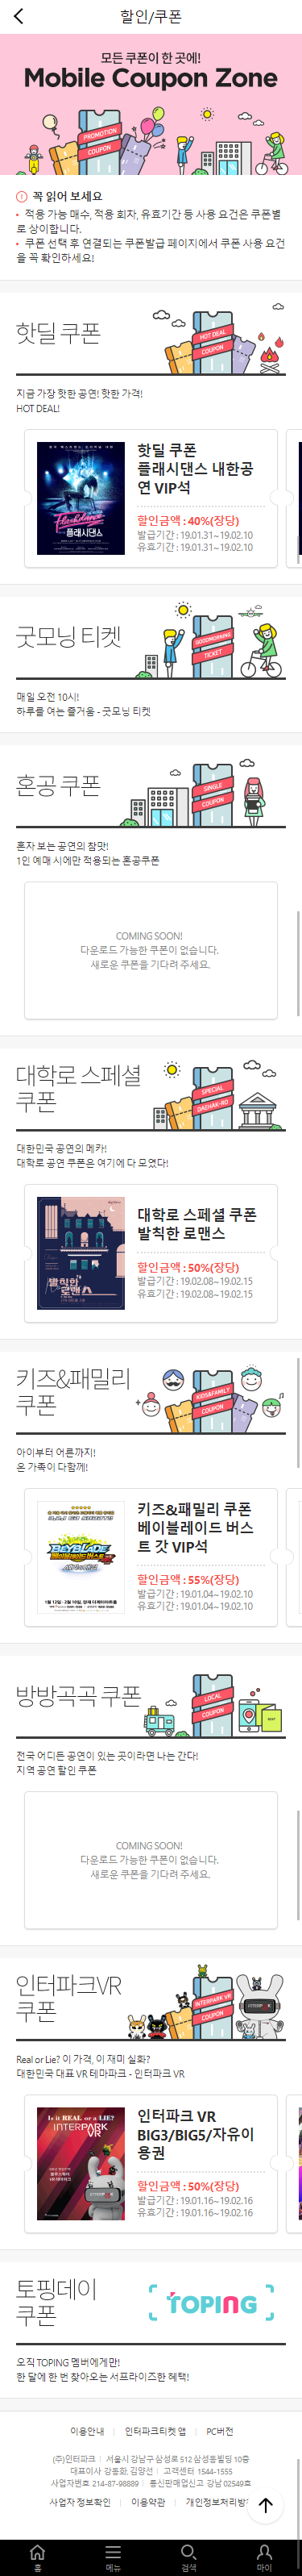 할인/쿠폰
모든 쿠폰이 한 곳에!
Mobile Coupon Zone
PROMOTION
COUPON
꼭 읽어 보세요
• 적용 가능 매수, 적용 회차, 유효기간 등 사용 요건은 쿠폰별
로 상이합니다.
• 쿠폰 선택 후 연결되는 쿠폰발급 페이지에서 쿠폰 사용 요건
을 꼭 확인하세요!
핫딜 쿠폰
HOT DEAL
COUPON
지금 가장 핫한 공연! 핫한 가격!
HOT DEAL!
Flashdance
플래시댄스
핫딜 쿠폰
플래시댄스 내한공
연 VIP석
할인금액 : 40%(장당)
발급기간 : 19.01.31~19.02.10
유효기간 : 19.01.31~19.02.10
굿모닝 티켓
GOODMORNING
TICKET
매일 오전 10시!
하루를 여는 즐거움 - 굿모닝 티켓
혼공 쿠폰
SINGLE
COUPON
혼자 보는 공연의 참맛!
1인 예매 시에만 적용되는 혼공쿠폰
COMING SOON!
다운로드 가능한 쿠폰이 없습니다.
새로운 쿠폰을 기다려 주세요.
대학로 스페셜
쿠폰
SPECIAL
DAEHAK-RO
대한민국 공연의 메카!
대학로 공연 쿠폰은 여기에 다 모였다!
발칙한
로맨스
대학로 스페셜 쿠폰
발칙한 로맨스
할인금액 : 50%(장당)
발급기간 : 19.02.08~19.02.15
유효기간 : 19.02.08~19.02.15
키즈&패밀리
쿠폰
KIDS&FAMILY
COUPON
아이부터 어른까지!
온 가족이 다함께!
BEYBLADE
베이블레이드 버스트
키즈&패밀리 쿠폰
베이블레이드 버스
트 갓 VIP석
할인금액 : 55%(장당)
발급기간 : 19.01.04~19.02.10
유효기간 : 19.01.04~19.02.10
방방곡곡 쿠폰
LOCAL
COUPON
전국 어디든 공연이 있는 곳이라면 나는 간다!
지역 공연 할인 쿠폰
COMING SOON!
다운로드 가능한 쿠폰이 없습니다.
새로운 쿠폰을 기다려 주세요.
인터파크VR
쿠폰
INTERPARK VR
COUPON
Real or Lie? 이 가격, 이 재미 실화?
대한민국 대표 VR 테마파크 - 인터파크 VR
Is it REAL or a LIE?
INTERPARK
VR
인터파크 VR
BIG3/BIG5/자유이
용권
할인금액 : 50%(장당)
발급기간 : 19.01.16~19.02.16
유효기간 : 19.01.16~19.02.16
토핑데이
쿠폰
TOPING
오직 TOPING 멤버에게만!
한 달에 한 번 찾아오는 서프라이즈한 혜택!
이용안내 | 인터파크티켓 앱 | PC버전
(주)인터파크 | 서울시 강남구 삼성로 512 삼성동빌딩 10층
대표이사 강동화, 김양선 | 고객센터 1544-1555
사업자번호 214-87-98889 | 통신판매업신고 강남 02549호
사업자 정보확인 | 이용약관 | 개인정보처리방
홈
메뉴
검색
마이